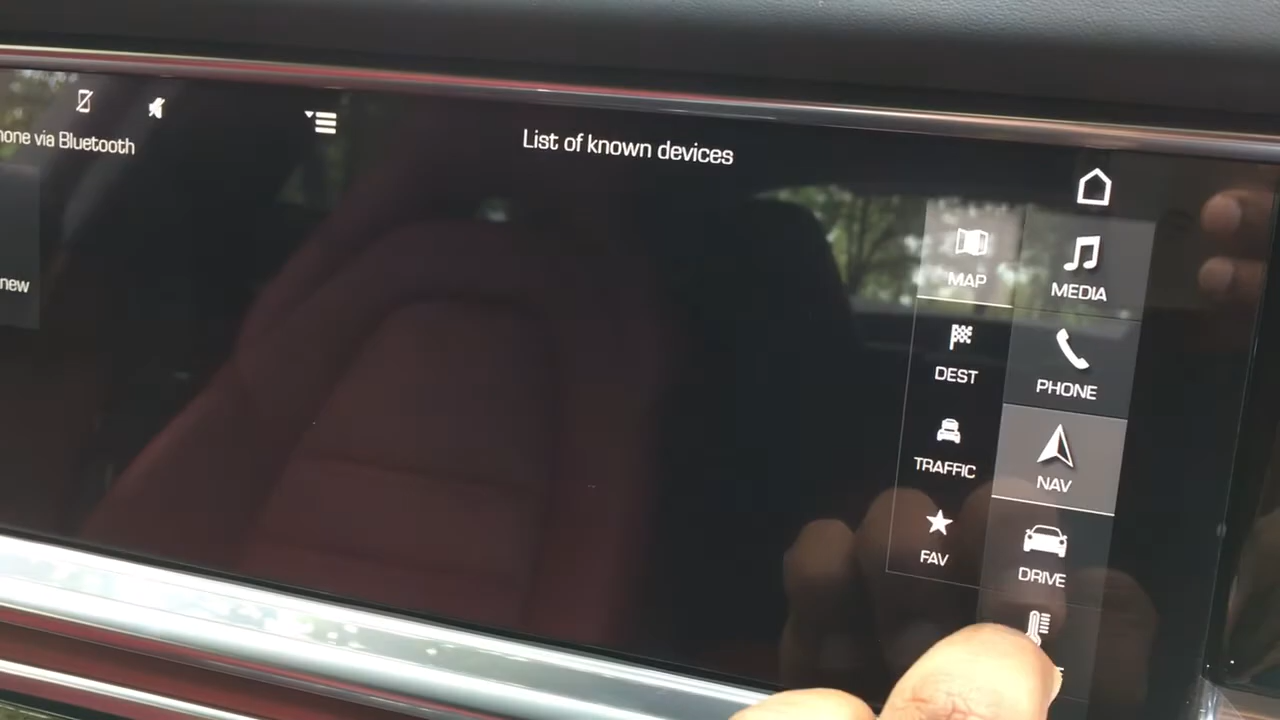 hone via Bluetooth
List of known devices
new
MAP
MEDIA
DEST
PHONE
TRAFFIC
NAV
FAV
DRIVE